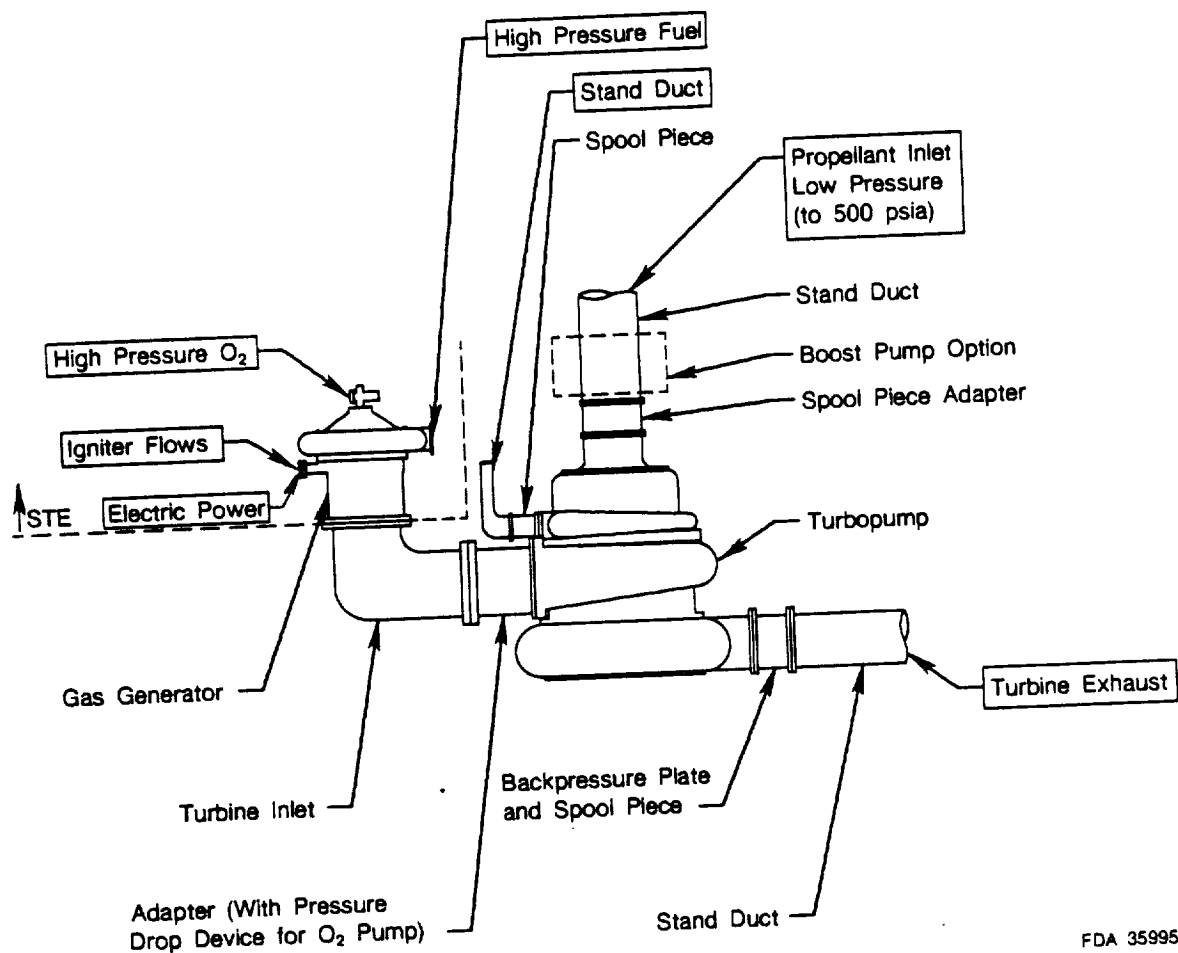 High Pressure Fuel
Stand Duct
Spool Piece
Propellant Inlet
Low Pressure
(to 500 psia)
Stand Duct
High Pressure O₂
Boost Pump Option
Spool Piece Adapter
Igniter Flows
Electric Power
STE
Turbopump
Gas Generator
Turbine Exhaust
Turbine Inlet
Backpressure Plate
and Spool Piece
Adapter (With Pressure
Drop Device for O₂ Pump)
Stand Duct
FDA 35995